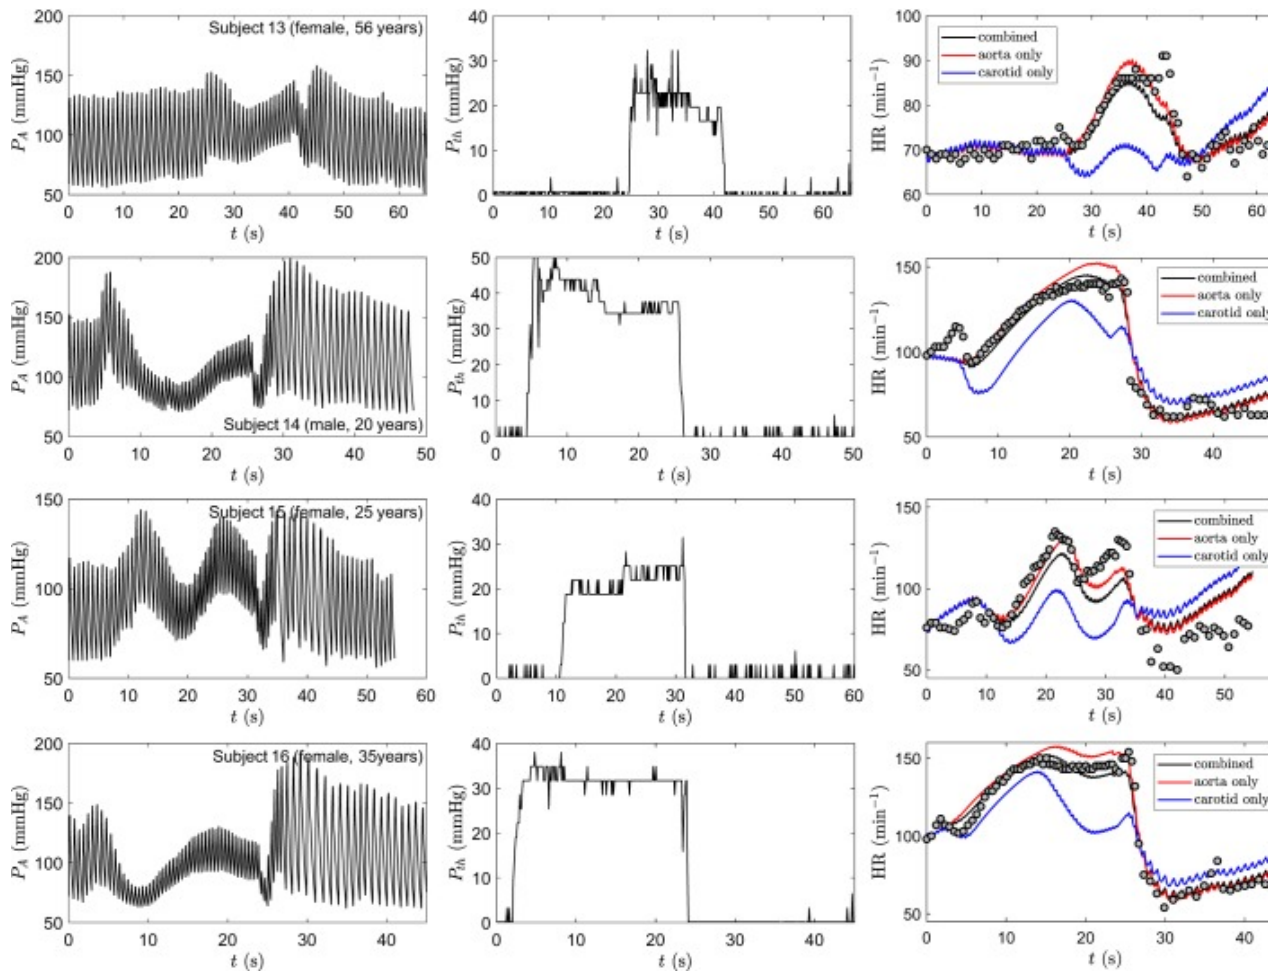 Subject 13 (female, 56 years)
P_A (mmHg)
200
150
100
50
0 10 20 30 40 50 60
t (s)
P_th (mmHg)
40
30
20
10
0
0 10 20 30 40 50 60
t (s)
HR (min⁻¹)
100
90
80
70
60
0 10 20 30 40 50 60
t (s)
combined
aorta only
carotid only
P_A (mmHg)
200
150
100
50
Subject 14 (male, 20 years)
0 10 20 30 40 50
t (s)
P_th (mmHg)
50
40
30
20
10
0
0 10 20 30 40 50
t (s)
HR (min⁻¹)
150
100
50
0 10 20 30 40
t (s)
combined
aorta only
carotid only
Subject 15 (female, 25 years)
P_A (mmHg)
150
100
50
0 10 20 30 40 50 60
t (s)
P_th (mmHg)
40
30
20
10
0
0 10 20 30 40 50 60
t (s)
HR (min⁻¹)
150
100
50
0 10 20 30 40 50
t (s)
combined
aorta only
carotid only
Subject 16 (female, 35years)
P_A (mmHg)
200
150
100
50
0 10 20 30 40
t (s)
P_th (mmHg)
40
30
20
10
0
0 10 20 30 40
t (s)
HR (min⁻¹)
150
100
50
0 10 20 30 40
t (s)
combined
aorta only
carotid only